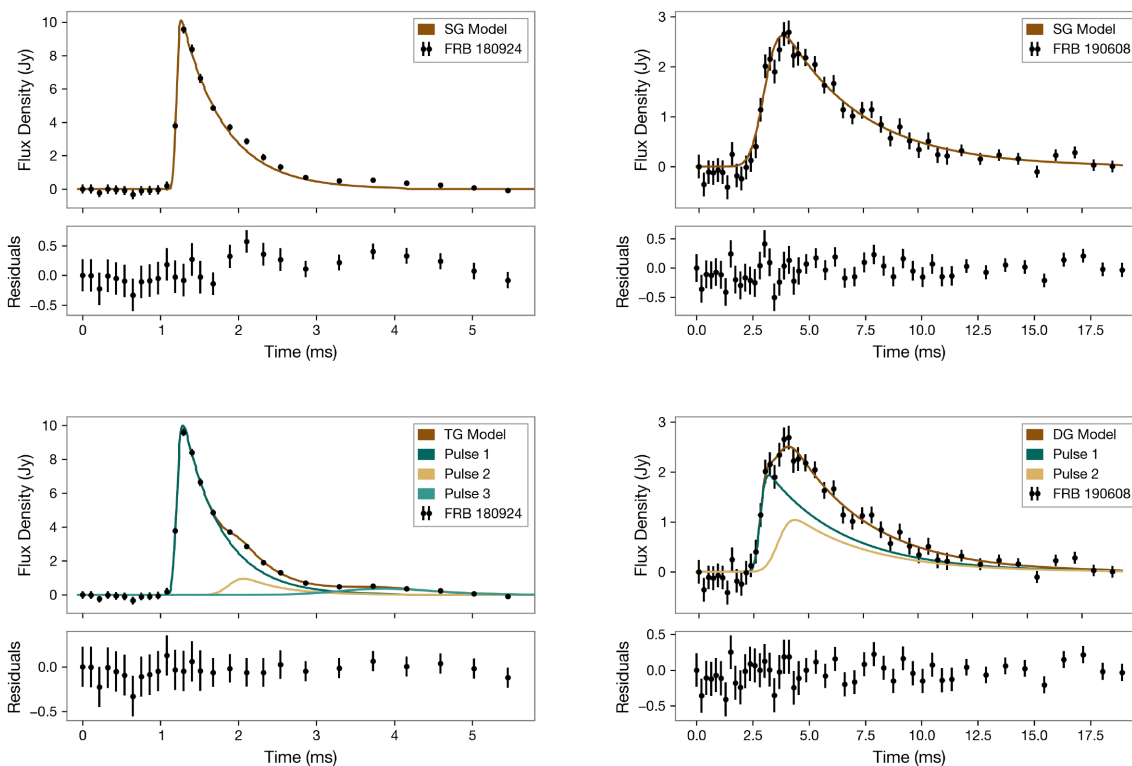 SG Model
FRB 180924
Flux Density (Jy)
10
8
6
4
2
0
Residuals
0.5
0.0
−0.5
0
1
2
3
4
5
Time (ms)
SG Model
FRB 190608
Flux Density (Jy)
3
2
1
0
Residuals
0.5
0.0
−0.5
0.0
2.5
5.0
7.5
10.0
12.5
15.0
17.5
Time (ms)
TG Model
Pulse 1
Pulse 2
Pulse 3
FRB 180924
Flux Density (Jy)
10
8
6
4
2
0
Residuals
0.0
−0.5
0
1
2
3
4
5
Time (ms)
DG Model
Pulse 1
Pulse 2
FRB 190608
Flux Density (Jy)
3
2
1
0
Residuals
0.5
0.0
−0.5
0.0
2.5
5.0
7.5
10.0
12.5
15.0
17.5
Time (ms)